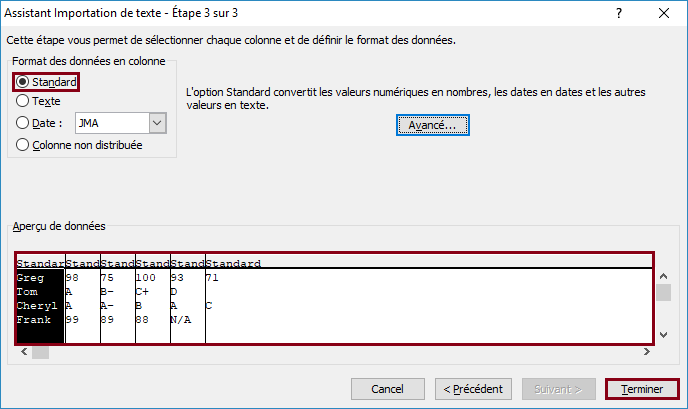 Assistant Importation de texte - Étape 3 sur 3
Cette étape vous permet de sélectionner chaque colonne et de définir le format des données.
Format des données en colonne
Standard
Texte
Date : JMA
Colonne non distribuée
L'option Standard convertit les valeurs numériques en nombres, les dates en dates et les autres
valeurs en texte.
Avancé...
Aperçu de données
Standar Stand Stand Stand Stand Standard
Greg 98 75 100 93 71
Tom A B- C+ D
Cheryl A A- B A C
Frank 99 89 88 N/A
Cancel < Précédent Suivant > Terminer